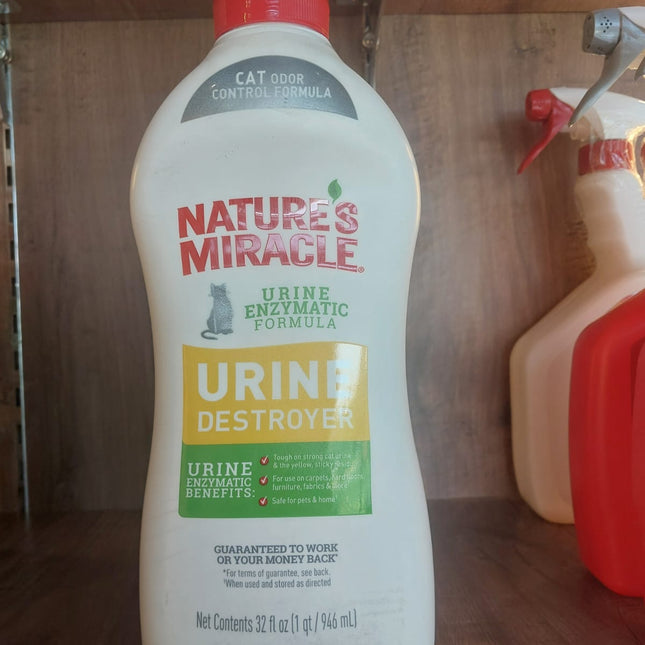 CAT ODOR
CONTROL FORMULA
NATURE'S
MIRACLE®
URINE
ENZYMATIC
FORMULA
URINE
DESTROYER
URINE
ENZYMATIC
BENEFITS:
Tough on strong cat urine
& the yellow, sticky residue
For use on carpets, hard floors,
furniture, fabrics & more
Safe for pets & home†
GUARANTEED TO WORK
OR YOUR MONEY BACK*
*For terms of guarantee, see back.
†When used and stored as directed
Net Contents 32 fl oz (1 qt / 946 mL)